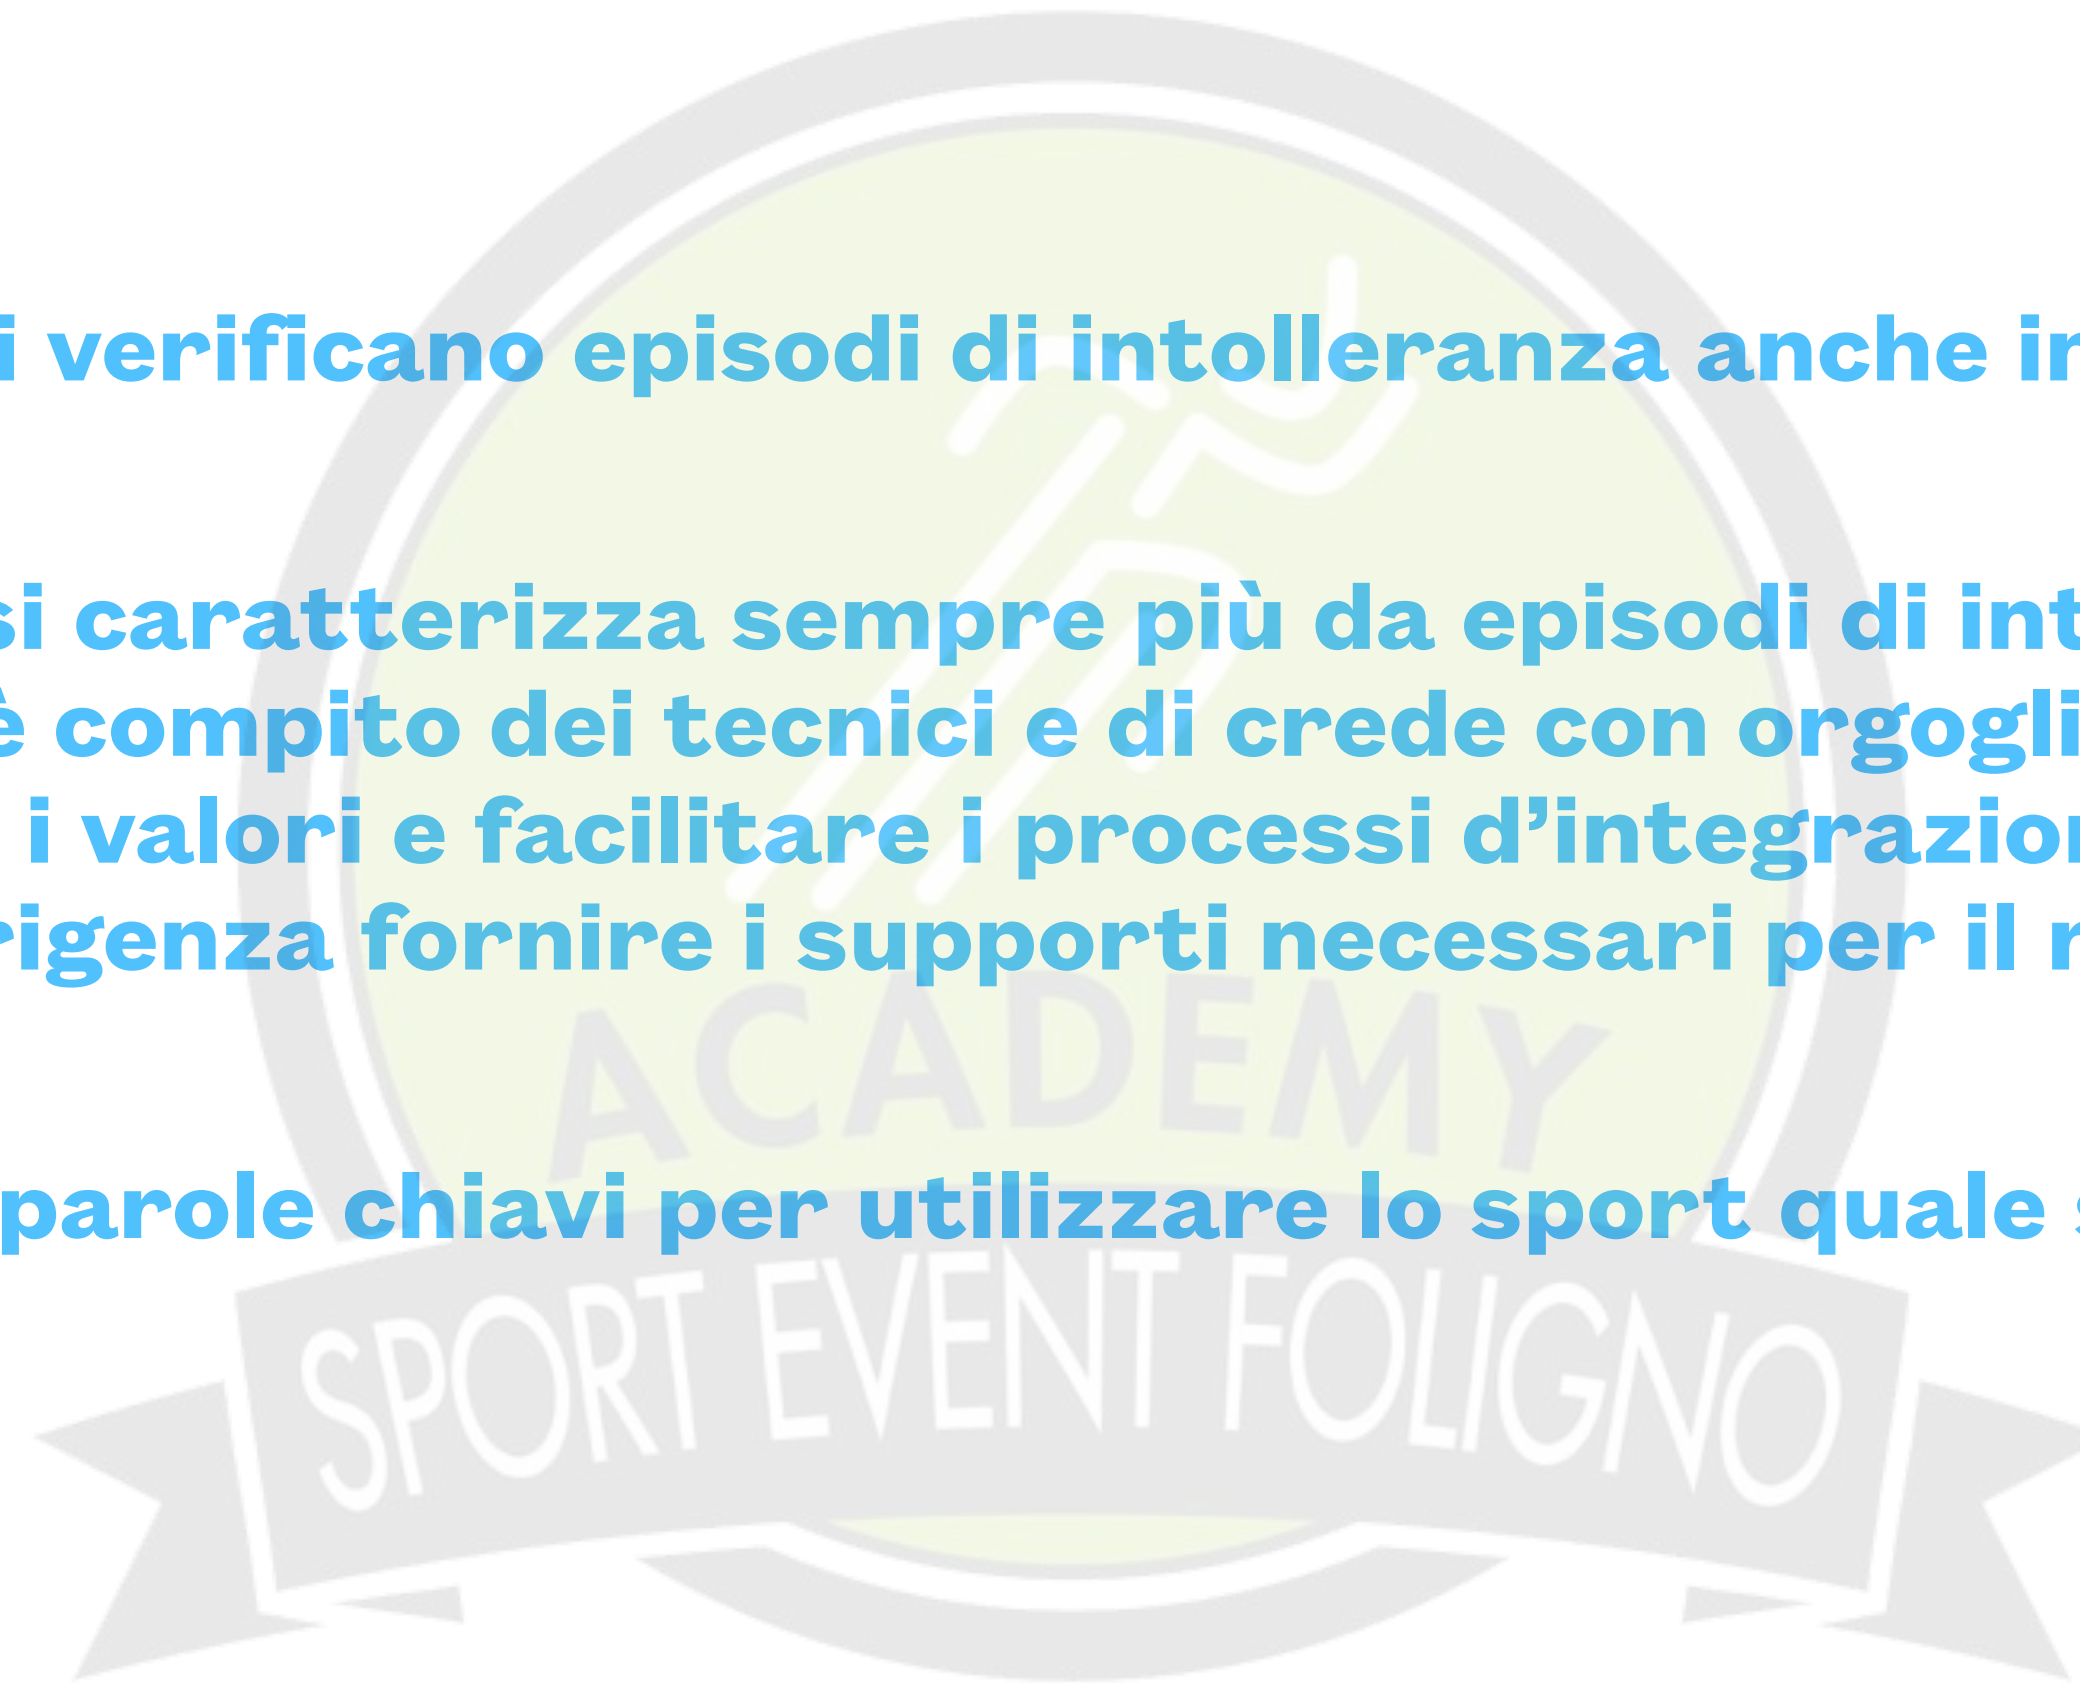 i verificano episodi di intolleranza anche in
si caratterizza sempre più da episodi di int
è compito dei tecnici e di crede con orgogli
i valori e facilitare i processi d’integrazion
rigenza fornire i supporti necessari per il
parole chiavi per utilizzare lo sport quale s
ACADEMY
SPORT EVENT FOLIGNO